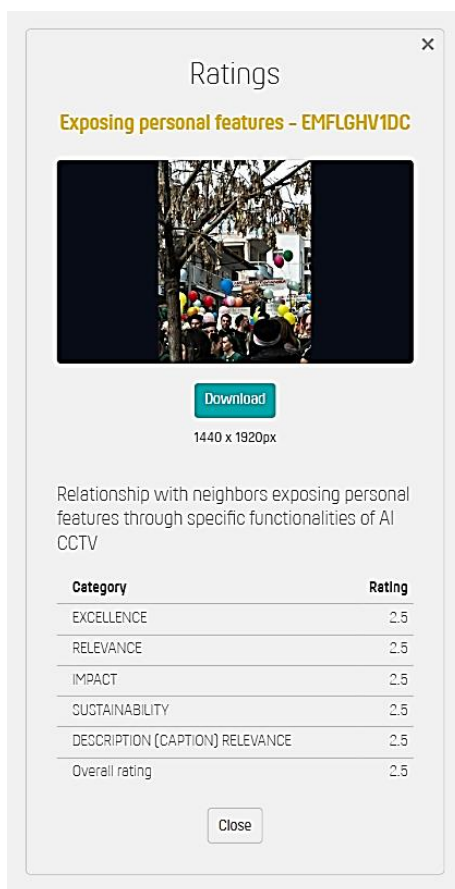 ×
Ratings
Exposing personal features – EMFLGHV1DC
Download
1440 x 1920px
Relationship with neighbors exposing personal
features through specific functionalities of AI
CCTV
Category Rating
EXCELLENCE 2.5
RELEVANCE 2.5
IMPACT 2.5
SUSTAINABILITY 2.5
DESCRIPTION (CAPTION) RELEVANCE 2.5
Overall rating 2.5
Close